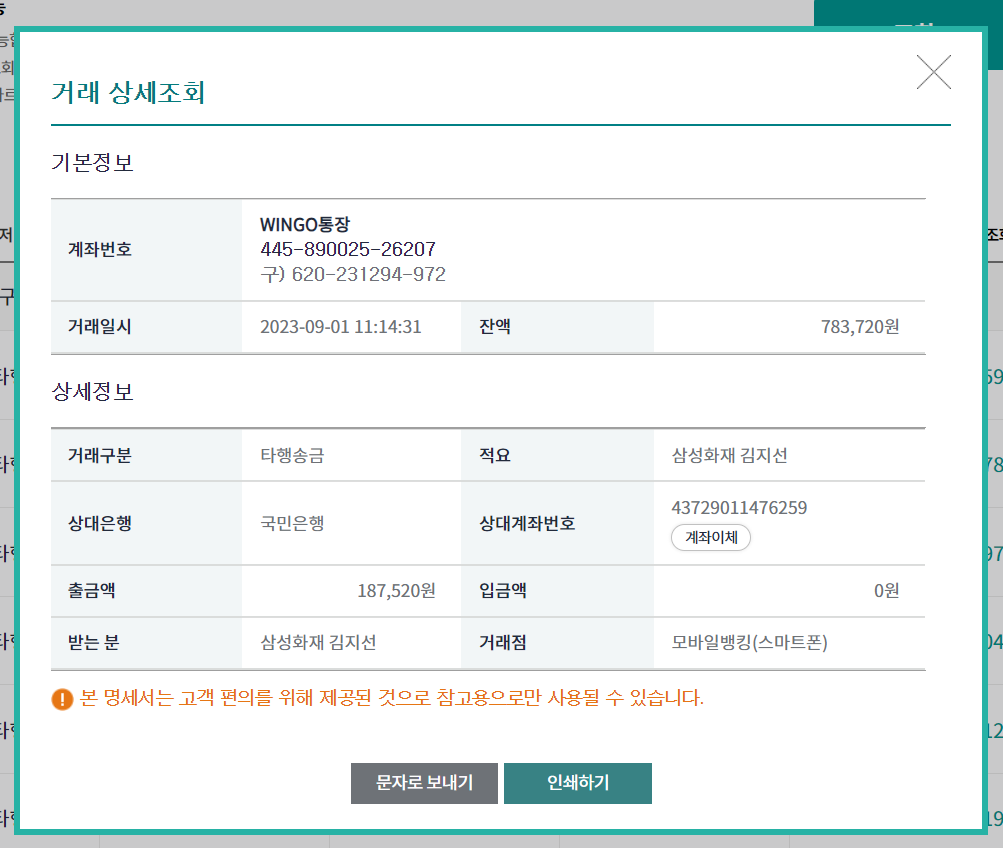 거래 상세조회
기본정보
계좌번호
WINGO통장
445-890025-26207
구) 620-231294-972
거래일시 2023-09-01 11:14:31 잔액 783,720원
상세정보
거래구분 타행송금 적요 삼성화재 김지선
상대은행 국민은행 상대계좌번호 43729011476259
계좌이체
출금액 187,520원 입금액 0원
받는 분 삼성화재 김지선 거래점 모바일뱅킹(스마트폰)
본 명세서는 고객 편의를 위해 제공된 것으로 참고용으로만 사용될 수 있습니다.
문자로 보내기 인쇄하기